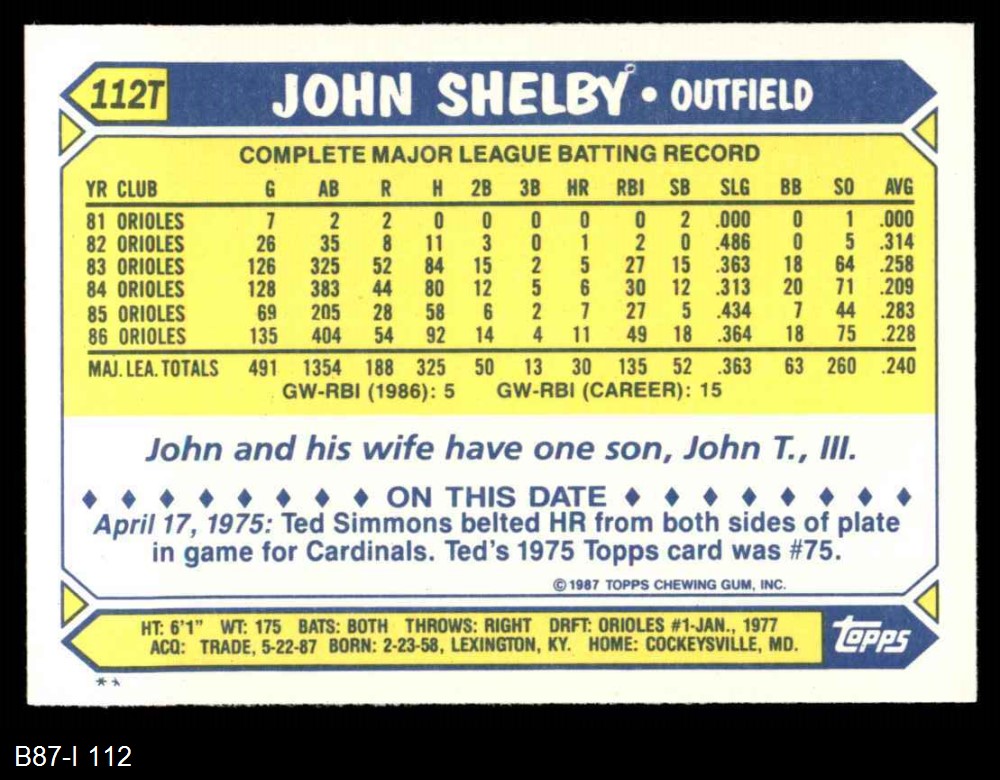 112T JOHN SHELBY • OUTFIELD
COMPLETE MAJOR LEAGUE BATTING RECORD
YR CLUB G AB R H 2B 3B HR RBI SB SLG BB SO AVG
81 ORIOLES 7 2 2 0 0 0 0 0 2 .000 0 1 .000
82 ORIOLES 26 35 8 11 3 0 1 2 0 .486 0 5 .314
83 ORIOLES 126 325 52 84 15 2 5 27 15 .363 18 64 .258
84 ORIOLES 128 383 44 80 12 5 6 30 12 .313 20 71 .209
85 ORIOLES 69 205 28 58 6 2 7 27 5 .434 7 44 .283
86 ORIOLES 135 404 54 92 14 4 11 49 18 .364 18 75 .228
MAJ. LEA. TOTALS 491 1354 188 325 50 13 30 135 52 .363 63 260 .240
GW-RBI (1986): 5 GW-RBI (CAREER): 15
John and his wife have one son, John T., III.
♦ ♦ ♦ ♦ ♦ ♦ ♦ ♦ ON THIS DATE ♦ ♦ ♦ ♦ ♦ ♦ ♦ ♦
April 17, 1975: Ted Simmons belted HR from both sides of plate
in game for Cardinals. Ted's 1975 Topps card was #75.
© 1987 TOPPS CHEWING GUM, INC.
HT: 6'1" WT: 175 BATS: BOTH THROWS: RIGHT DRFT: ORIOLES #1-JAN., 1977
ACQ: TRADE, 5-22-87 BORN: 2-23-58, LEXINGTON, KY. HOME: COCKEYSVILLE, MD.
topps
**
B87-I 112